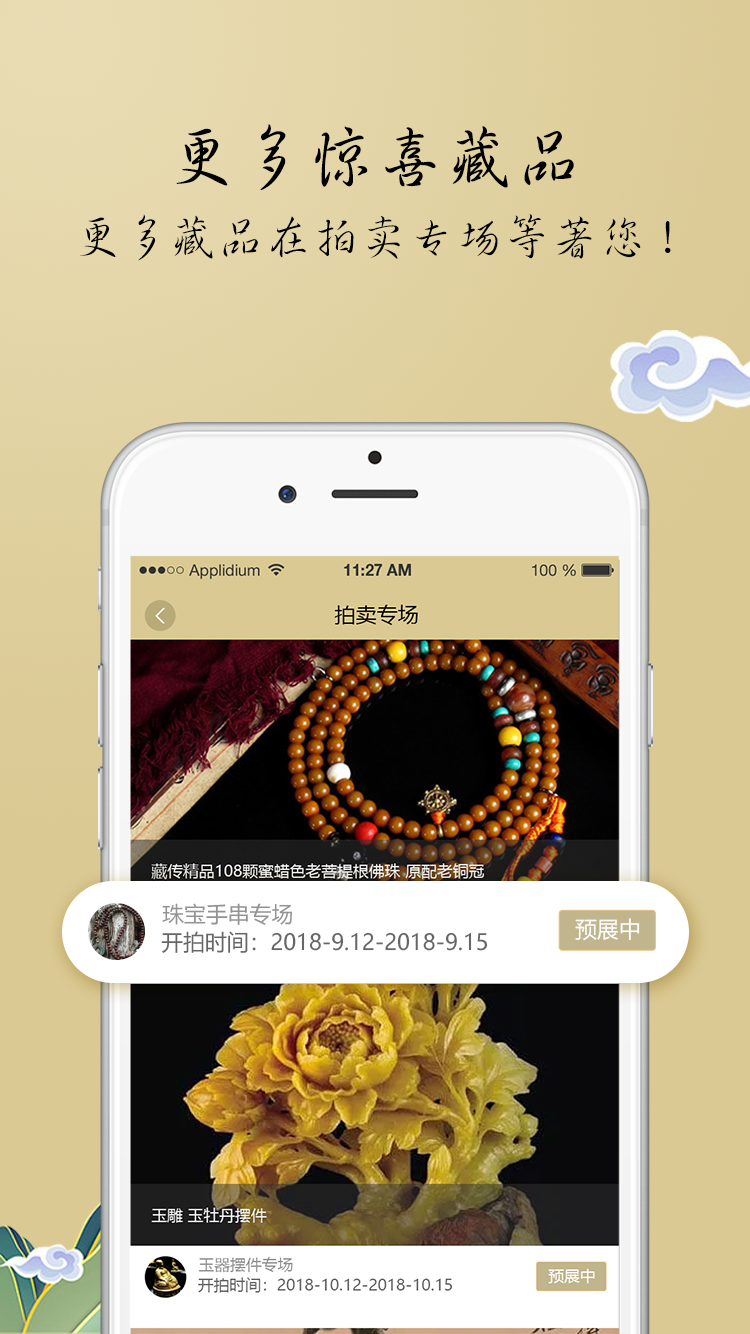 更多惊喜藏品
更多藏品在拍卖专场等著您！
Applidium 11:27 AM 100 %
拍卖专场
藏传精品108颗蜜蜡色老菩提根佛珠 原配老铜冠
珠宝手串专场
开拍时间：2018-9.12-2018-9.15
预展中
玉雕 玉牡丹摆件
玉器摆件专场
开拍时间：2018-10.12-2018-10.15
预展中